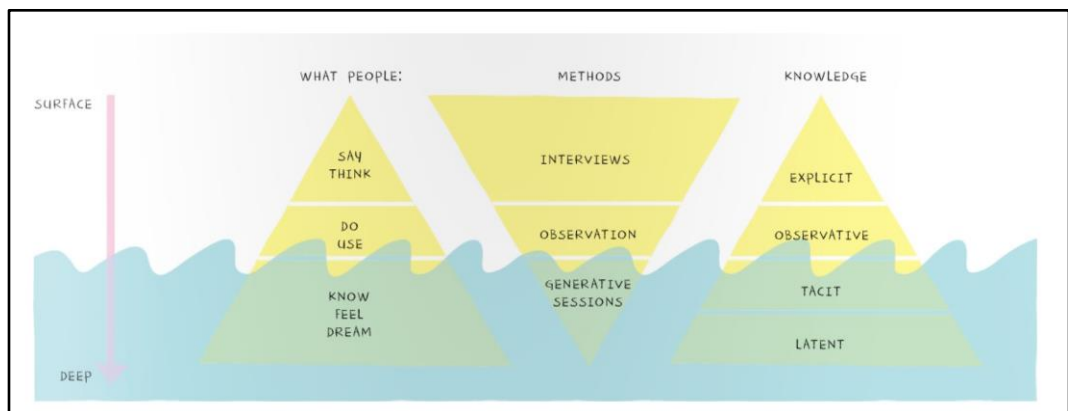 WHAT PEOPLE:
METHODS
KNOWLEDGE
SURFACE
SAY
THINK
INTERVIEWS
EXPLICIT
DO
USE
OBSERVATION
OBSERVATIVE
KNOW
FEEL
DREAM
GENERATIVE
SESSIONS
TACIT
LATENT
DEEP